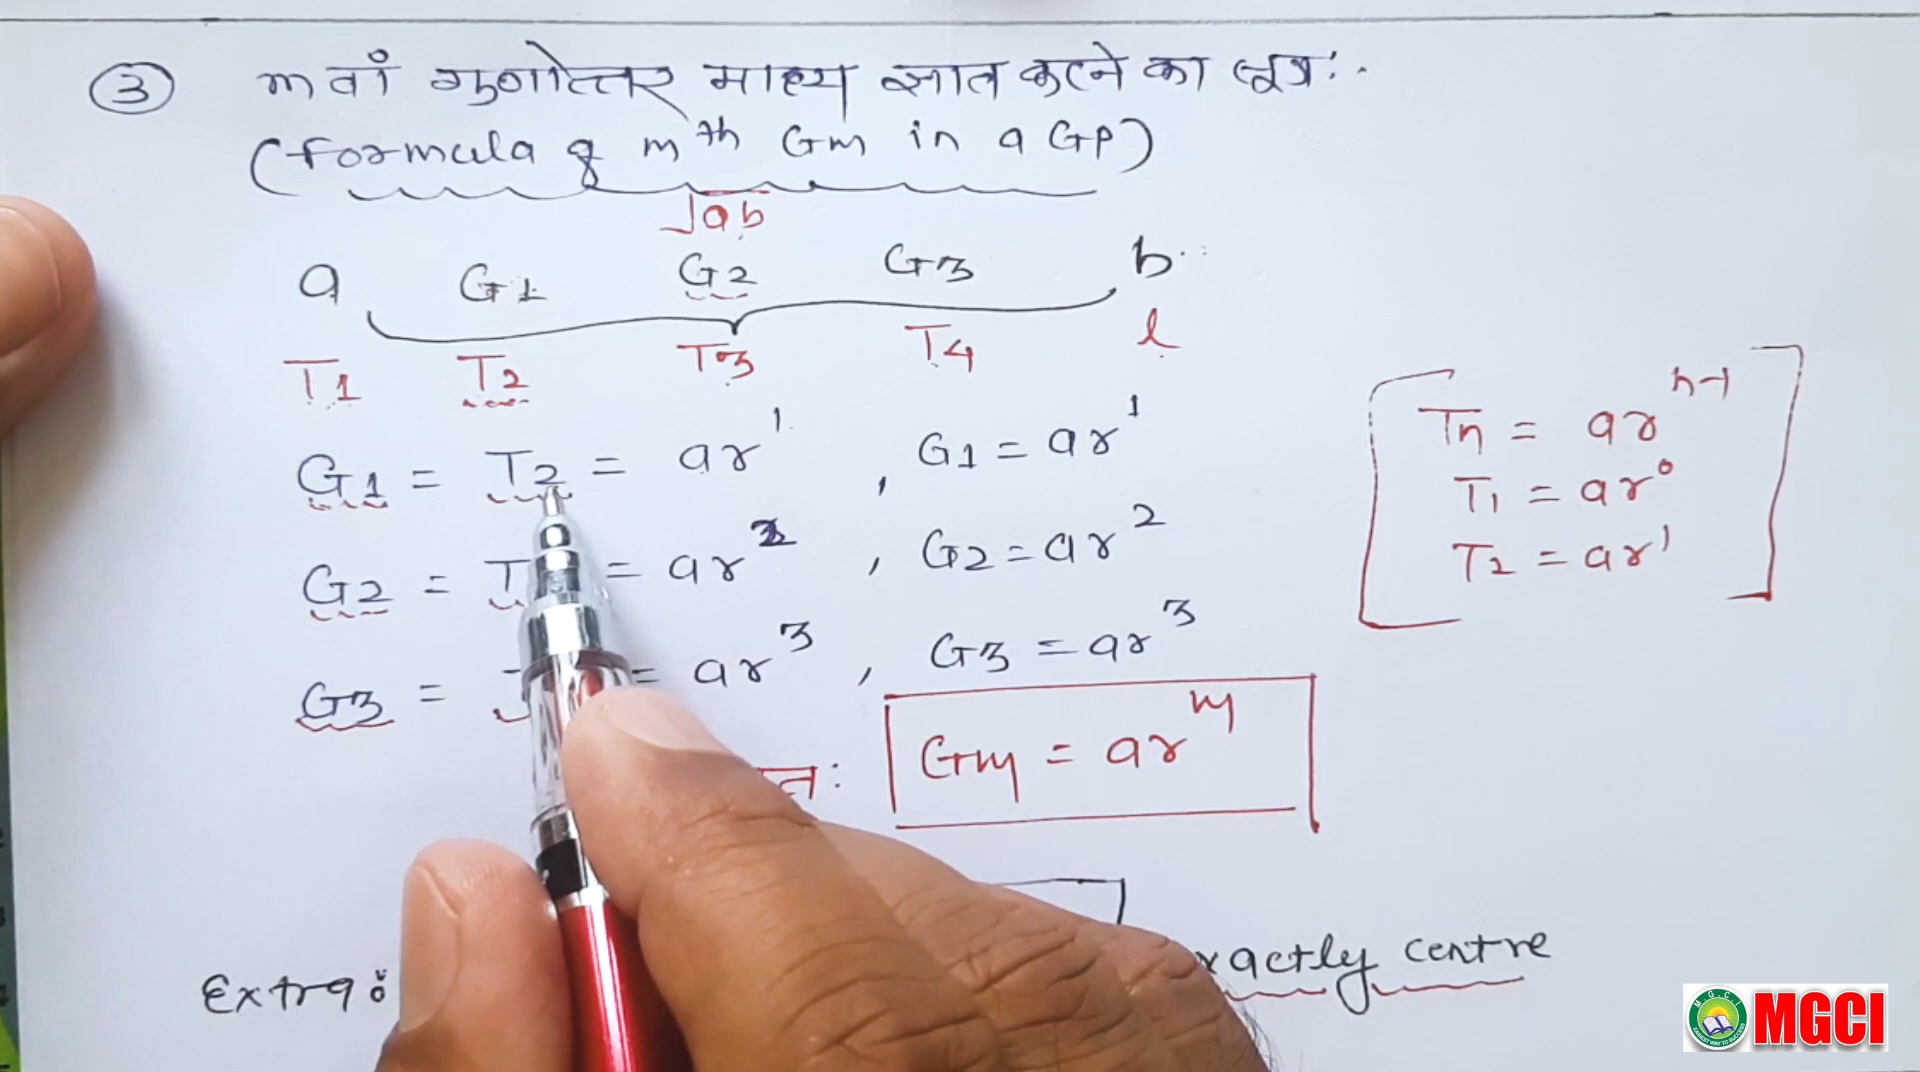 ③ m वां गुणोत्तर माध्य ज्ञात करने का सूत्र:-
(Formula of mth Gm in a GP)
√ab
a G1 G2 G3 b
T1 T2 T3 T4 l
G1 = T2 = ar¹ , G1 = ar¹
G2 = T = ar² , G2 = ar²
G3 = = ar³ , G3 = ar³
Gm = ar^m
Tn = ar^n-1
T1 = ar⁰
T2 = ar¹
Extra: exactly centre
MGCI